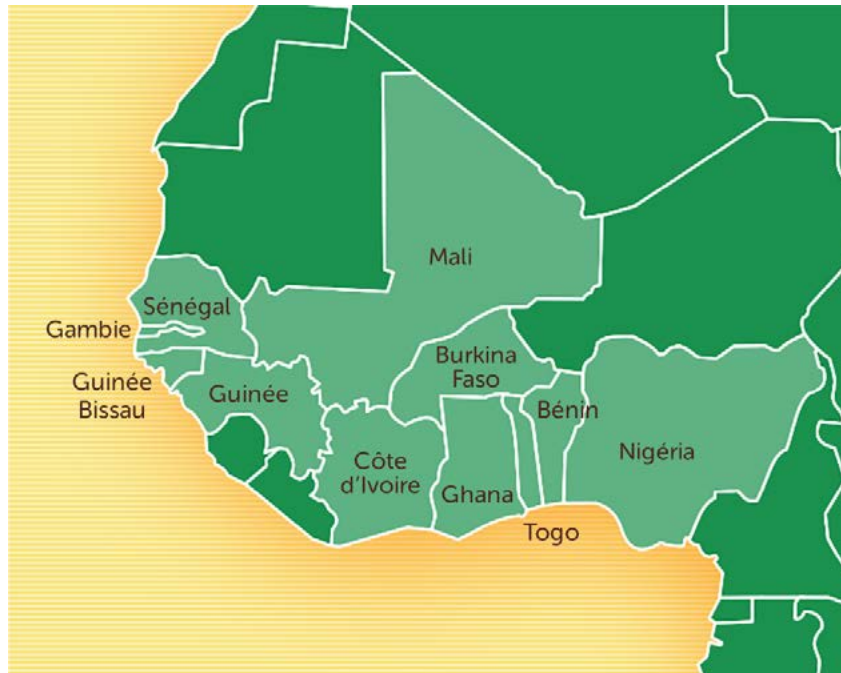 Mali
Sénégal
Gambie
Burkina
Faso
Guinée
Bissau
Guinée
Bénin
Nigéria
Côte
d'Ivoire
Ghana
Togo